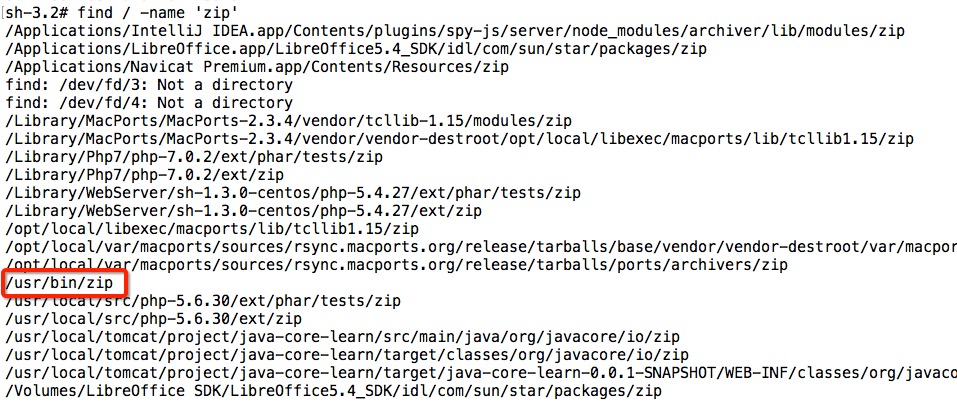 sh-3.2# find / -name 'zip'
/Applications/IntelliJ IDEA.app/Contents/plugins/spy-js/server/node_modules/archiver/lib/modules/zip
/Applications/LibreOffice.app/LibreOffice5.4_SDK/idl/com/sun/star/packages/zip
/Applications/Navicat Premium.app/Contents/Resources/zip
find: /dev/fd/3: Not a directory
find: /dev/fd/4: Not a directory
/Library/MacPorts/MacPorts-2.3.4/vendor/tcllib-1.15/modules/zip
/Library/MacPorts/MacPorts-2.3.4/vendor/vendor-destroot/opt/local/libexec/macports/lib/tcllib1.15/zip
/Library/Php7/php-7.0.2/ext/phar/tests/zip
/Library/Php7/php-7.0.2/ext/zip
/Library/WebServer/sh-1.3.0-centos/php-5.4.27/ext/phar/tests/zip
/Library/WebServer/sh-1.3.0-centos/php-5.4.27/ext/zip
/opt/local/libexec/macports/lib/tcllib1.15/zip
/opt/local/var/macports/sources/rsync.macports.org/release/tarballs/base/vendor/vendor-destroot/var/macpor
/opt/local/var/macports/sources/rsync.macports.org/release/tarballs/ports/archivers/zip
/usr/bin/zip
/usr/local/src/php-5.6.30/ext/phar/tests/zip
/usr/local/src/php-5.6.30/ext/zip
/usr/local/tomcat/project/java-core-learn/src/main/java/org/javacore/io/zip
/usr/local/tomcat/project/java-core-learn/target/classes/org/javacore/io/zip
/usr/local/tomcat/project/java-core-learn/target/java-core-learn-0.0.1-SNAPSHOT/WEB-INF/classes/org/javaco
/Volumes/LibreOffice SDK/LibreOffice5.4_SDK/idl/com/sun/star/packages/zip